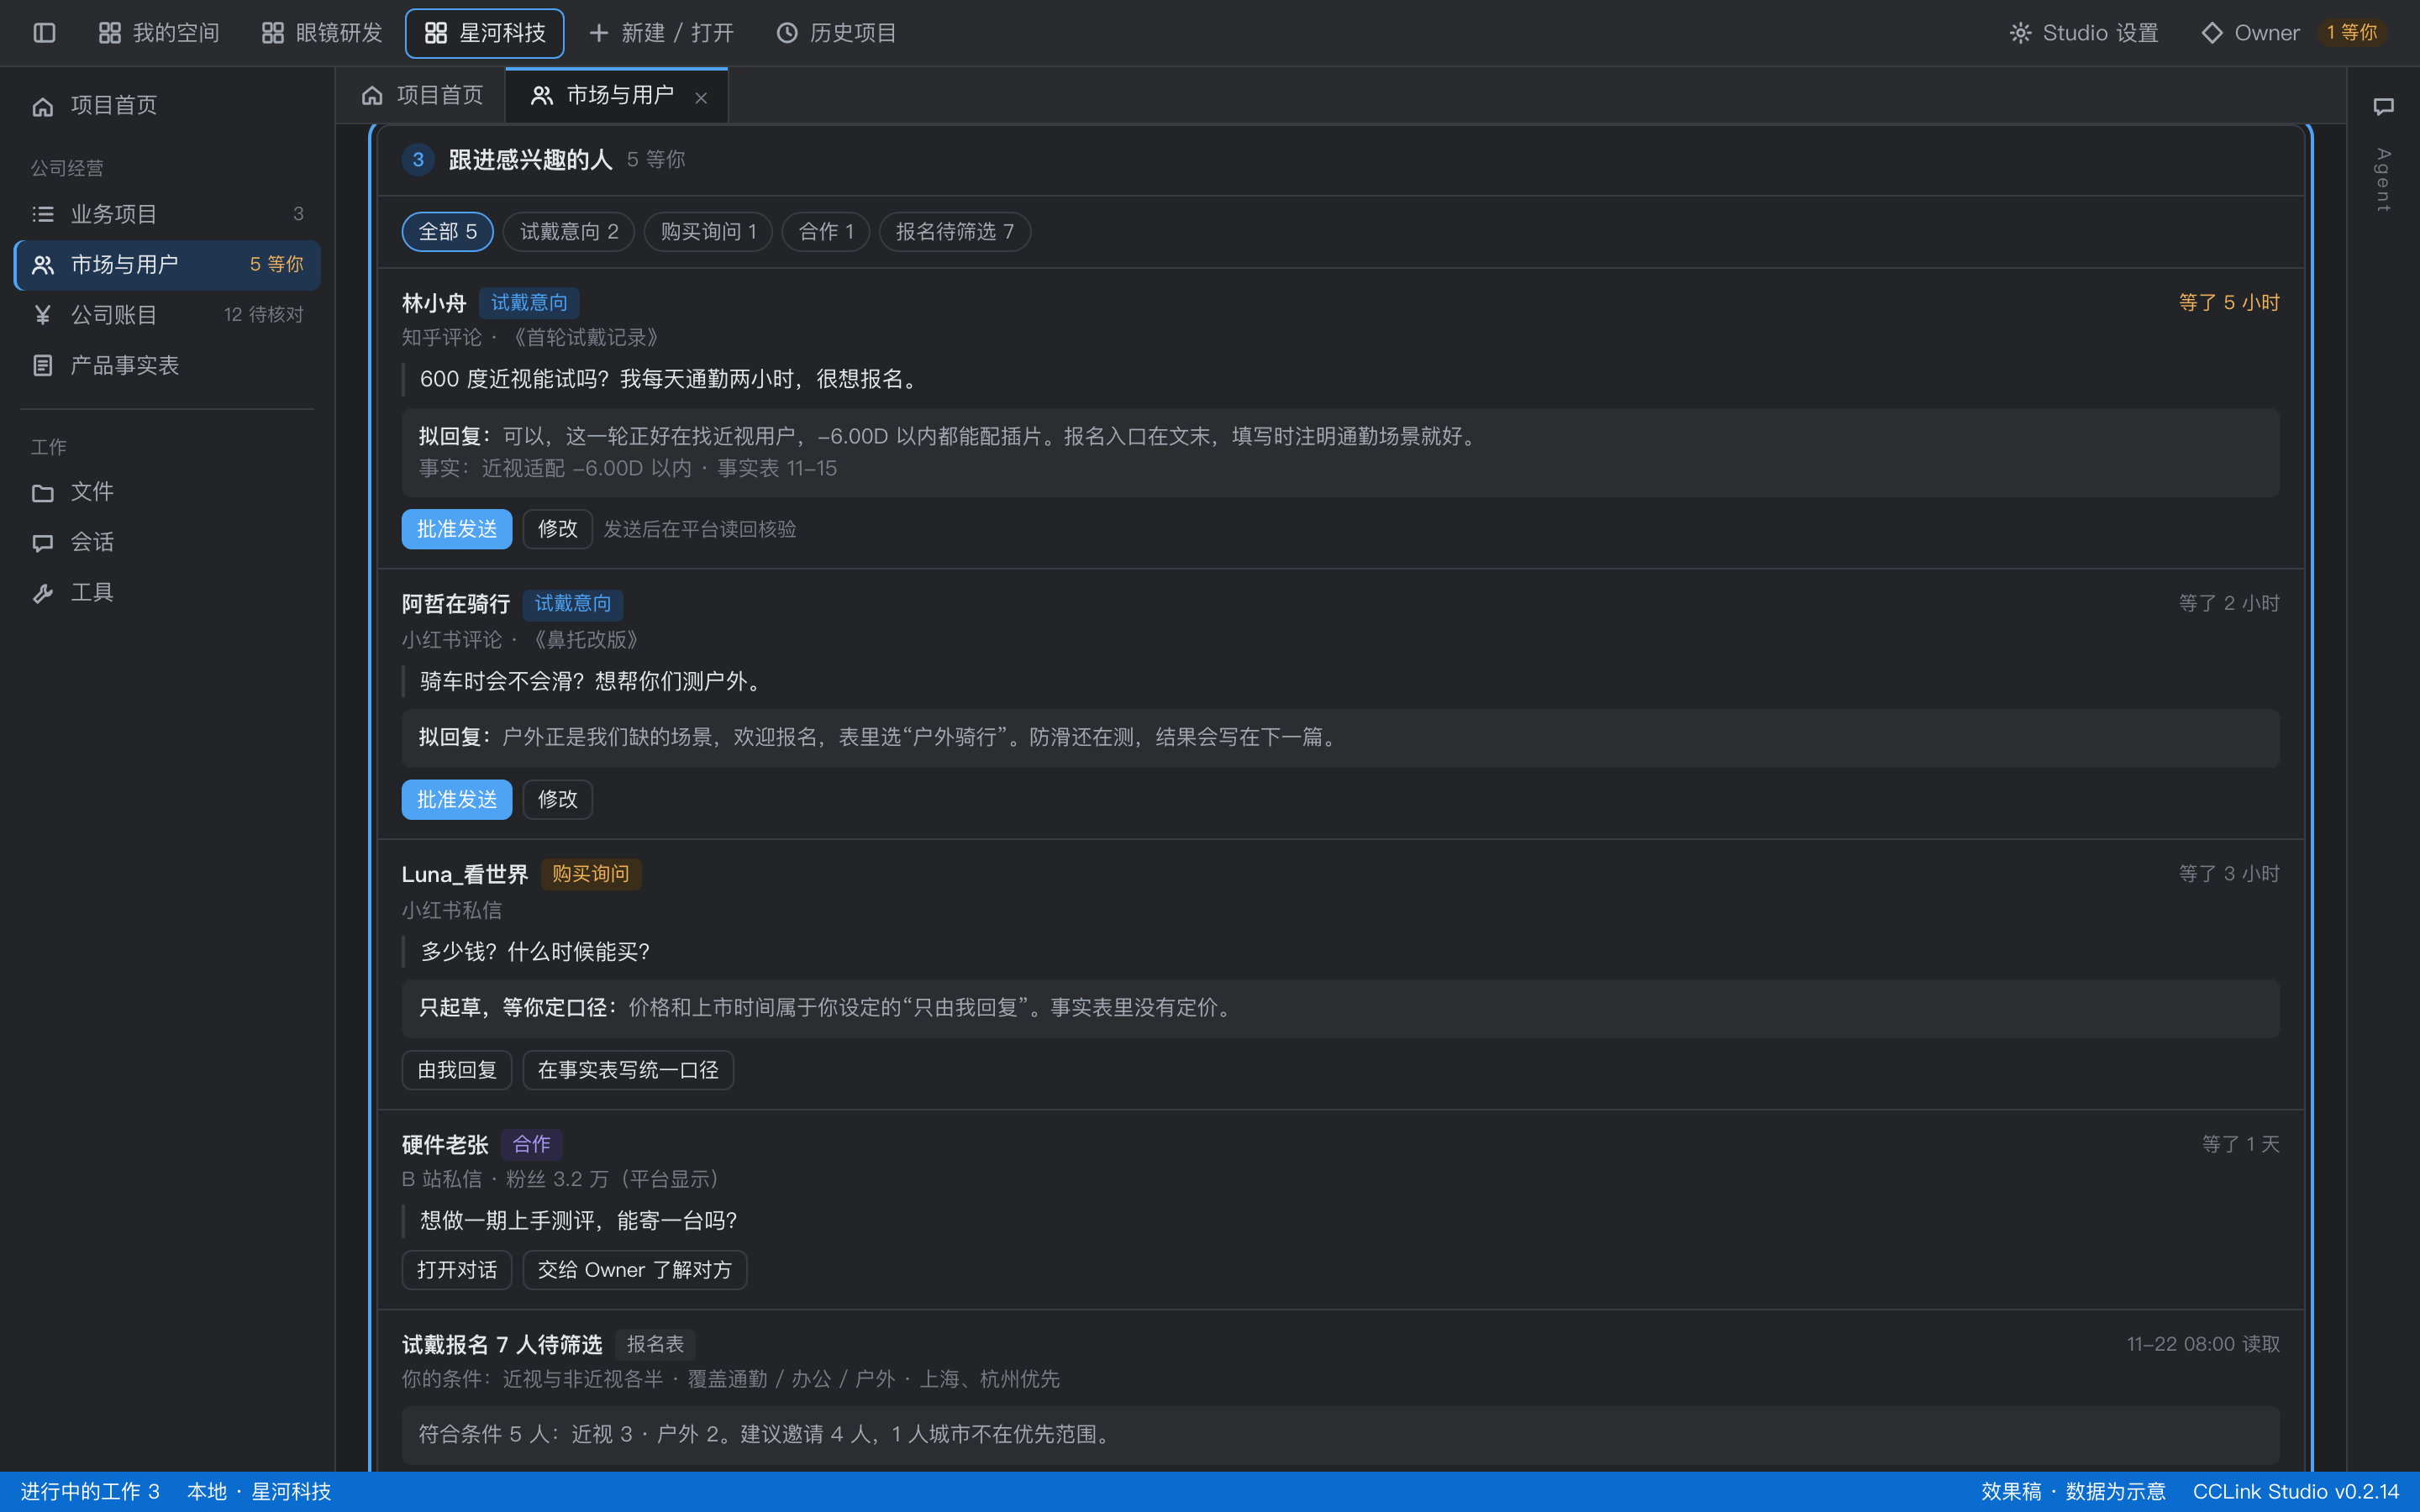 我的空间 眼镜研发 星河科技 新建 / 打开 历史项目 Studio 设置 Owner 1 等你
项目首页
公司经营
业务项目 3
市场与用户 5 等你
公司账目 12 待核对
产品事实表
工作
文件
会话
工具
项目首页 市场与用户 ×
3 跟进感兴趣的人 5 等你
全部 5 试戴意向 2 购买询问 1 合作 1 报名待筛选 7
林小舟 试戴意向 等了 5 小时
知乎评论 · 《首轮试戴记录》
600 度近视能试吗？我每天通勤两小时，很想报名。
拟回复：可以，这一轮正好在找近视用户，−6.00D 以内都能配插片。报名入口在文末，填写时注明通勤场景就好。
事实：近视适配 −6.00D 以内 · 事实表 11–15
批准发送 修改 发送后在平台读回核验
阿哲在骑行 试戴意向 等了 2 小时
小红书评论 · 《鼻托改版》
骑车时会不会滑？想帮你们测户外。
拟回复：户外正是我们缺的场景，欢迎报名，表里选“户外骑行”。防滑还在测，结果会写在下一篇。
批准发送 修改
Luna_看世界 购买询问 等了 3 小时
小红书私信
多少钱？什么时候能买？
只起草，等你定口径：价格和上市时间属于你设定的“只由我回复”。事实表里没有定价。
由我回复 在事实表写统一口径
硬件老张 合作 等了 1 天
B 站私信 · 粉丝 3.2 万（平台显示）
想做一期上手测评，能寄一台吗？
打开对话 交给 Owner 了解对方
试戴报名 7 人待筛选 报名表 11–22 08:00 读取
你的条件：近视与非近视各半 · 覆盖通勤 / 办公 / 户外 · 上海、杭州优先
符合条件 5 人：近视 3 · 户外 2。建议邀请 4 人，1 人城市不在优先范围。
Agent
进行中的工作 3 本地 · 星河科技 效果稿 · 数据为示意 CCLink Studio v0.2.14